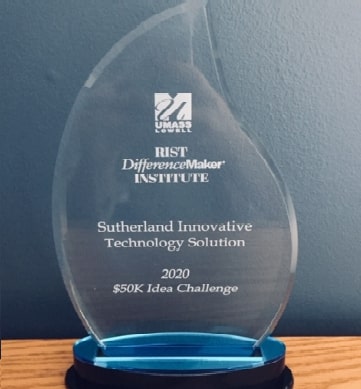 UMASS
LOWELL
RIST
DifferenceMaker®
INSTITUTE
Sutherland Innovative
Technology Solution
2020
$50K Idea Challenge